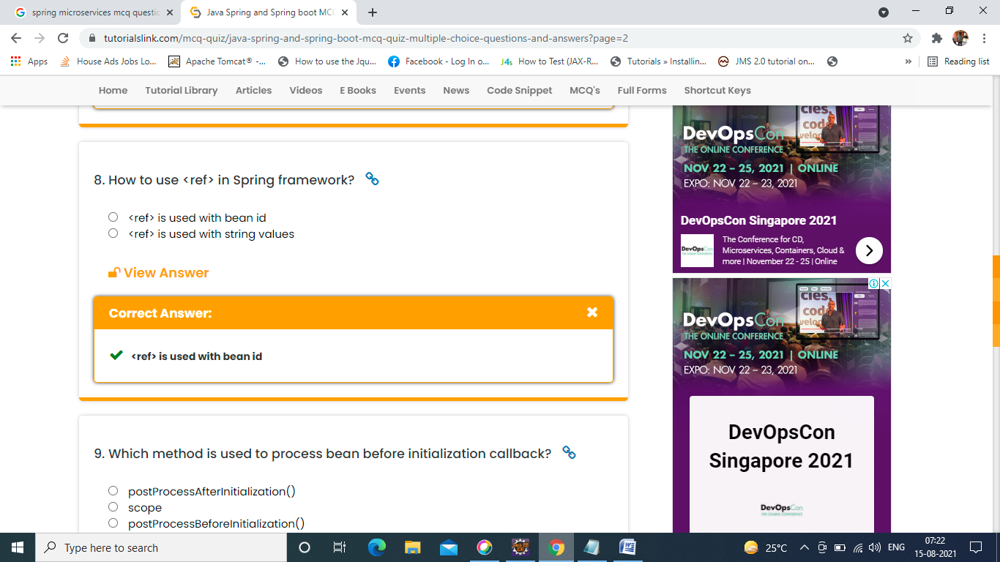 spring microservices mcq questic
Java Spring and Spring boot MC
tutorialslink.com/mcq-quiz/java-spring-and-spring-boot-mcq-quiz-multiple-choice-questions-and-answers?page=2
Apps
House Ads Jobs Lo...
Apache Tomcat® -...
How to use the Jqu...
Facebook - Log In o...
J4s How to Test (JAX-R...
Tutorials » Installin...
JMS 2.0 tutorial on...
»
Reading list
Home Tutorial Library Articles Videos E Books Events News Code Snippet MCQ's Full Forms Shortcut Keys
8. How to use <ref> in Spring framework?
<ref> is used with bean id
<ref> is used with string values
View Answer
Correct Answer:
<ref> is used with bean id
9. Which method is used to process bean before initialization callback?
postProcessAfterInitialization()
scope
postProcessBeforeInitialization()
DevOpsCon
THE ONLINE CONFERENCE
NOV 22 – 25, 2021 | ONLINE
EXPO: NOV 22 – 23, 2021
DevOpsCon Singapore 2021
DevOpsCon
The Conference for CD,
Microservices, Containers, Cloud &
more | November 22 - 25 | Online
DevOpsCon
THE ONLINE CONFERENCE
NOV 22 – 25, 2021 | ONLINE
EXPO: NOV 22 – 23, 2021
DevOpsCon
Singapore 2021
DevOpsCon
THE ONLINE CONFERENCE
Type here to search
25°C
ENG
07:22
15-08-2021